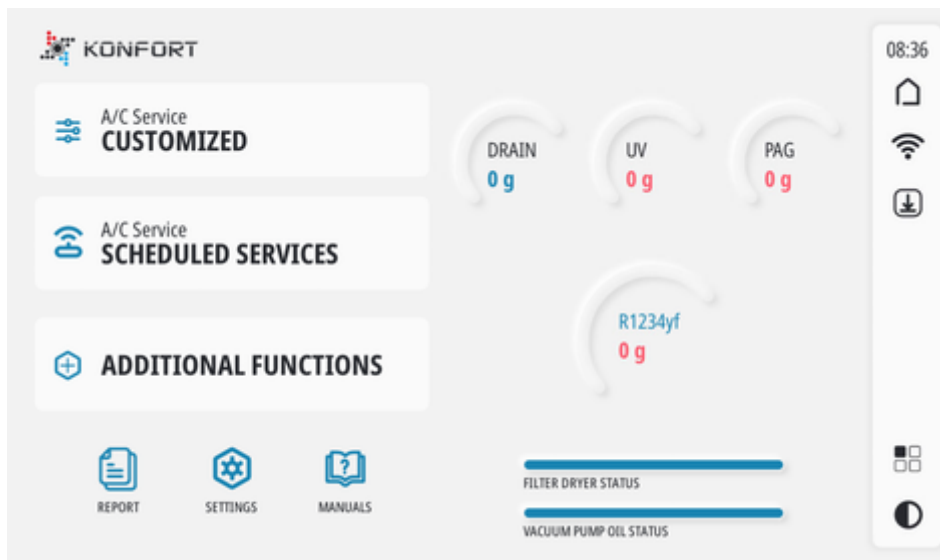 KONFORT
08:36
A/C Service
CUSTOMIZED
DRAIN
0 g
UV
0 g
PAG
0 g
A/C Service
SCHEDULED SERVICES
R1234yf
0 g
ADDITIONAL FUNCTIONS
REPORT
SETTINGS
MANUALS
FILTER DRYER STATUS
VACUUM PUMP OIL STATUS